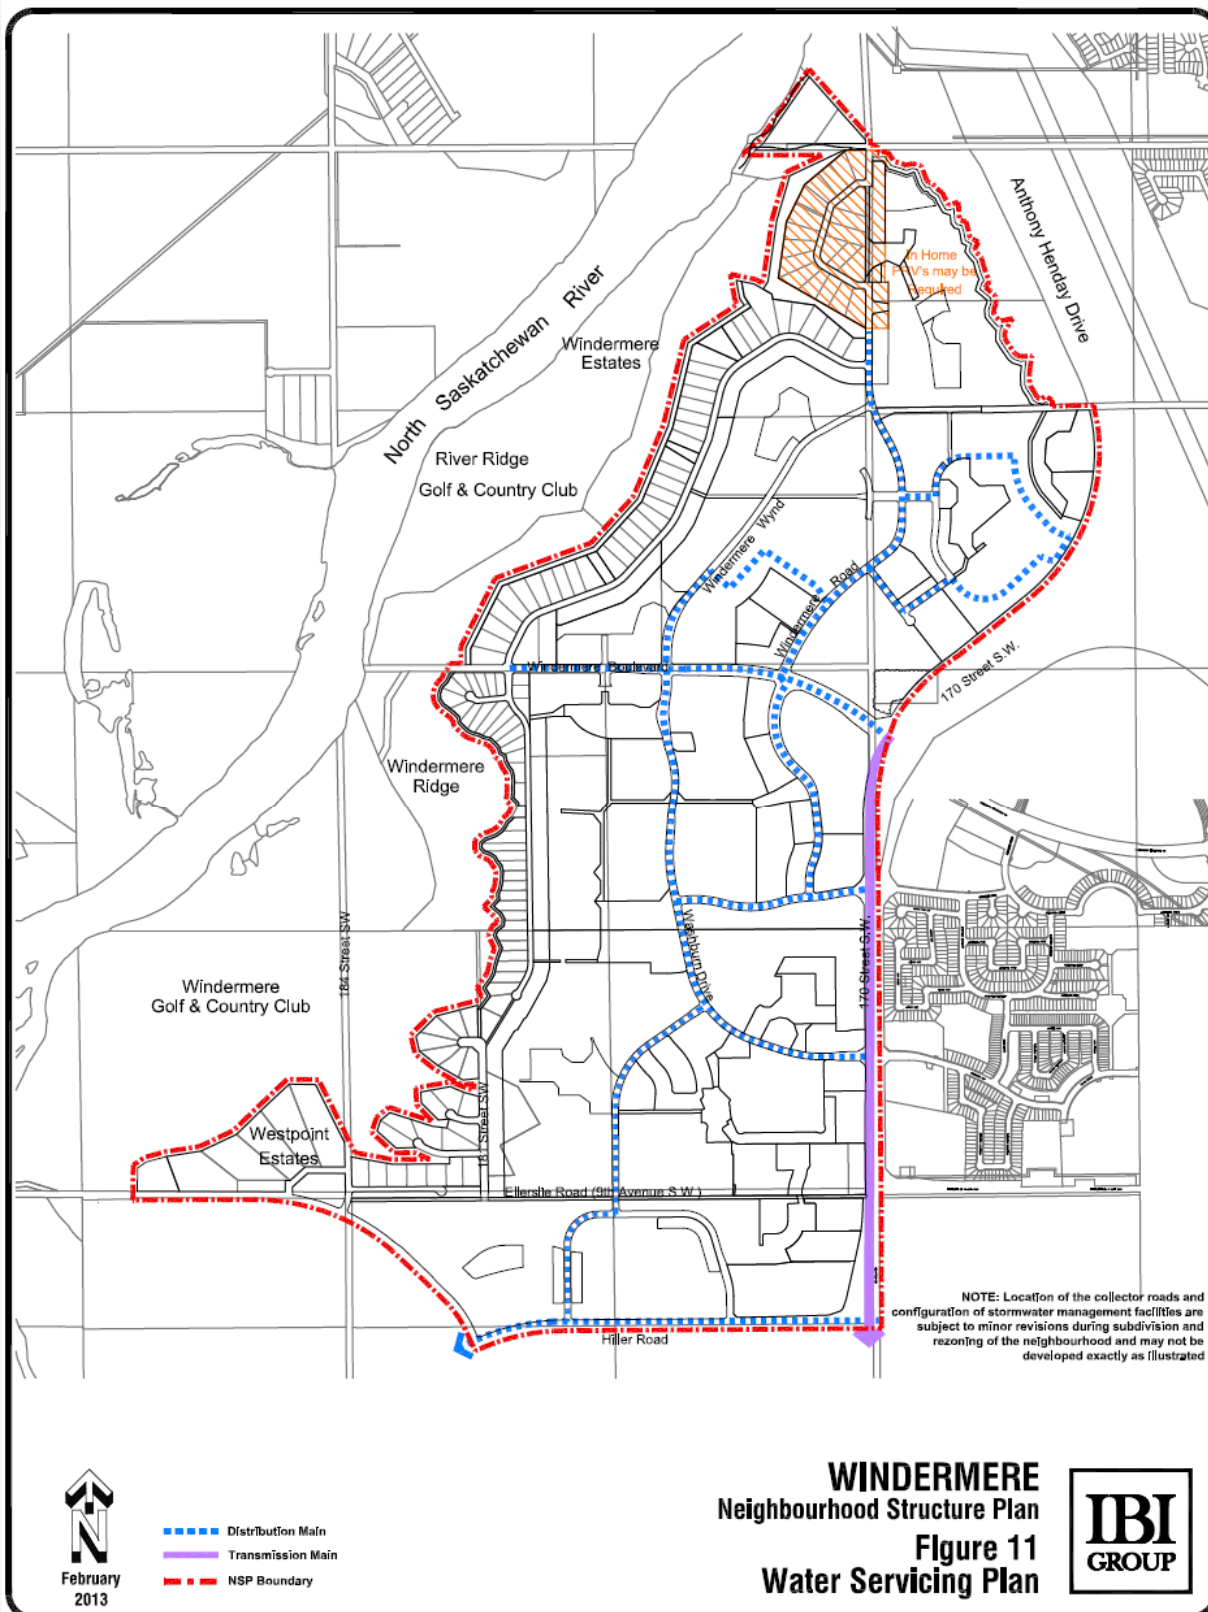 Anthony Henday Drive
In Home
PRV's may be
Required
North Saskatchewan River
Windermere
Estates
River Ridge
Golf & Country Club
Windermere Wynd
Windermere Road
Windermere Boulevard
170 Street S.W.
Windermere
Ridge
184 Street SW
Washburn Drive
170 Street S.W.
Windermere
Golf & Country Club
181 Street SW
Westpoint
Estates
Ellerslie Road (9th Avenue S.W.)
Hiller Road
NOTE: Location of the collector roads and
configuration of stormwater management facilities are
subject to minor revisions during subdivision and
rezoning of the neighbourhood and may not be
developed exactly as illustrated
N
February
2013
Distribution Main
Transmission Main
NSP Boundary
WINDERMERE
Neighbourhood Structure Plan
Figure 11
Water Servicing Plan
IBI
GROUP